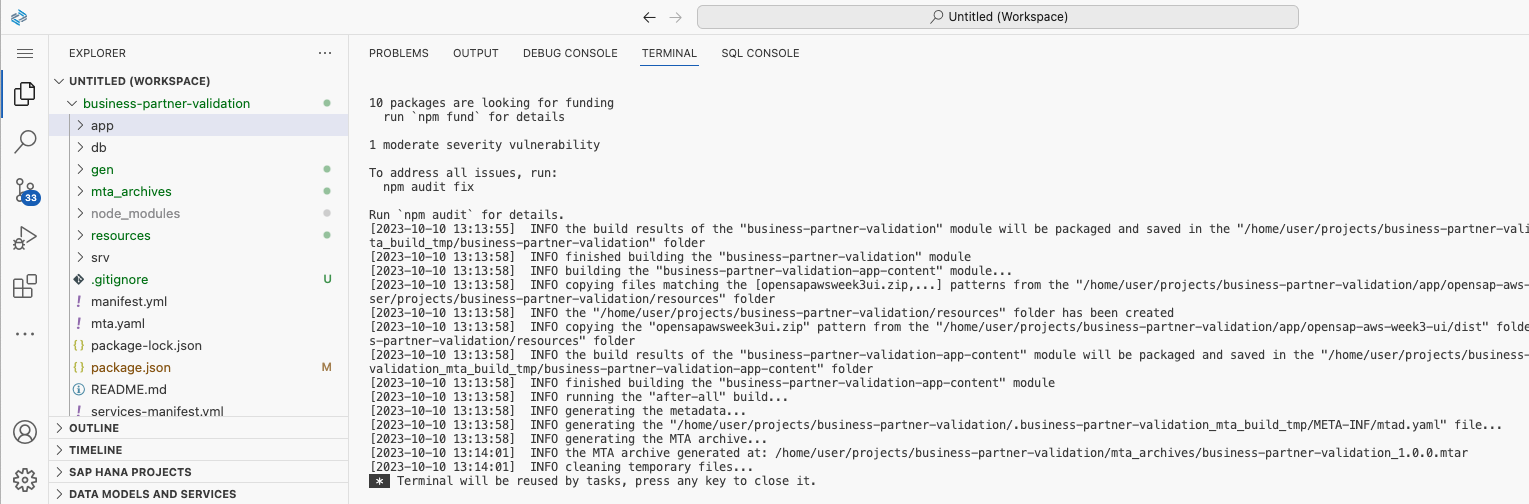 Untitled (Workspace)
EXPLORER
UNTITLED (WORKSPACE)
business-partner-validation
app
db
gen
mta_archives
node_modules
resources
srv
.gitignore U
manifest.yml
mta.yaml
package-lock.json
package.json M
README.md
services-manifest.yml
OUTLINE
TIMELINE
SAP HANA PROJECTS
DATA MODELS AND SERVICES
33
PROBLEMS OUTPUT DEBUG CONSOLE TERMINAL SQL CONSOLE
10 packages are looking for funding
run `npm fund` for details
1 moderate severity vulnerability
To address all issues, run:
npm audit fix
Run `npm audit` for details.
[2023-10-10 13:13:55]  INFO the build results of the "business-partner-validation" module will be packaged and saved in the "/home/user/projects/business-partner-vali
ta_build_tmp/business-partner-validation" folder
[2023-10-10 13:13:58]  INFO finished building the "business-partner-validation" module
[2023-10-10 13:13:58]  INFO building the "business-partner-validation-app-content" module...
[2023-10-10 13:13:58]  INFO copying files matching the [opensapawsweek3ui.zip,...] patterns from the "/home/user/projects/business-partner-validation/app/opensap-aws-
ser/projects/business-partner-validation/resources" folder
[2023-10-10 13:13:58]  INFO the "/home/user/projects/business-partner-validation/resources" folder has been created
[2023-10-10 13:13:58]  INFO copying the "opensapawsweek3ui.zip" pattern from the "/home/user/projects/business-partner-validation/app/opensap-aws-week3-ui/dist" folde
s-partner-validation/resources" folder
[2023-10-10 13:13:58]  INFO the build results of the "business-partner-validation-app-content" module will be packaged and saved in the "/home/user/projects/business-
validation_mta_build_tmp/business-partner-validation-app-content" folder
[2023-10-10 13:13:58]  INFO finished building the "business-partner-validation-app-content" module
[2023-10-10 13:13:58]  INFO running the "after-all" build...
[2023-10-10 13:13:58]  INFO generating the metadata...
[2023-10-10 13:13:58]  INFO generating the "/home/user/projects/business-partner-validation/.business-partner-validation_mta_build_tmp/META-INF/mtad.yaml" file...
[2023-10-10 13:13:58]  INFO generating the MTA archive...
[2023-10-10 13:14:01]  INFO the MTA archive generated at: /home/user/projects/business-partner-validation/mta_archives/business-partner-validation_1.0.0.mtar
[2023-10-10 13:14:01]  INFO cleaning temporary files...
* Terminal will be reused by tasks, press any key to close it.